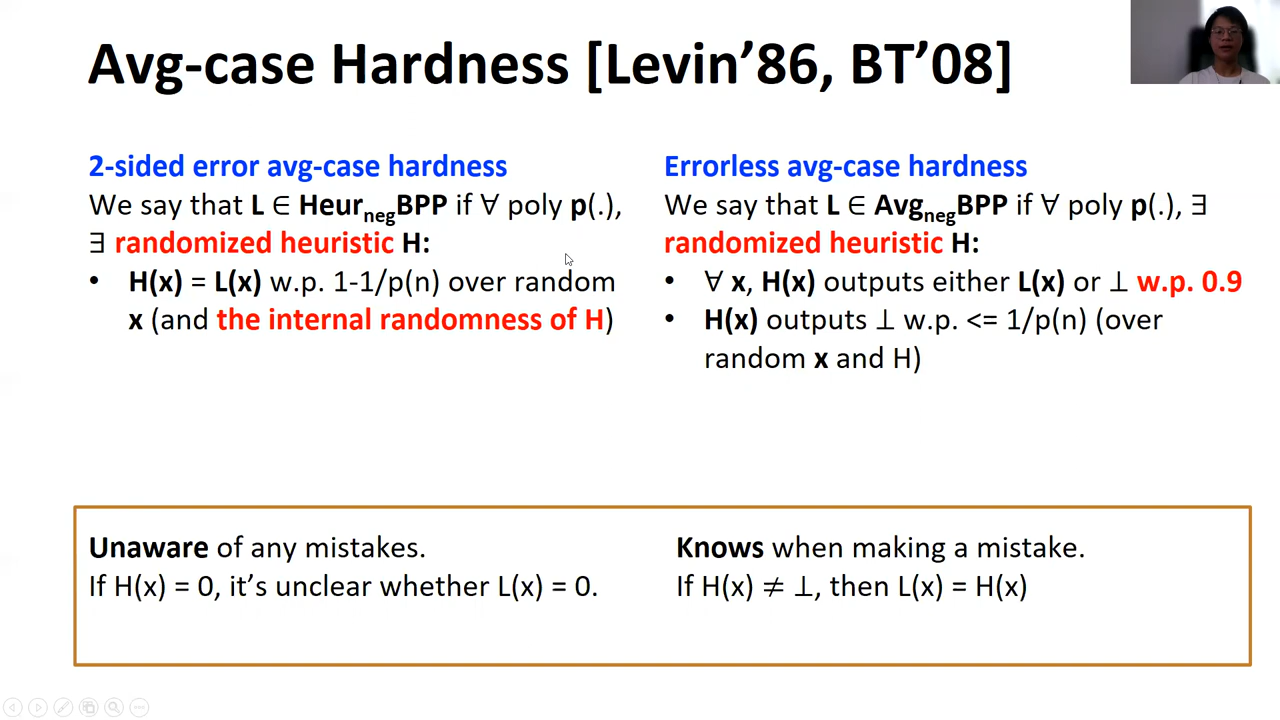 Avg-case Hardness [Levin’86, BT’08]
2-sided error avg-case hardness
We say that L ∈ HeurnegBPP if ∀ poly p(.),
∃ randomized heuristic H:
• H(x) = L(x) w.p. 1-1/p(n) over random
x (and the internal randomness of H)
Errorless avg-case hardness
We say that L ∈ AvgnegBPP if ∀ poly p(.), ∃
randomized heuristic H:
• ∀ x, H(x) outputs either L(x) or ⊥ w.p. 0.9
• H(x) outputs ⊥ w.p. <= 1/p(n) (over
random x and H)
Unaware of any mistakes.
If H(x) = 0, it’s unclear whether L(x) = 0.
Knows when making a mistake.
If H(x) ≠ ⊥, then L(x) = H(x)